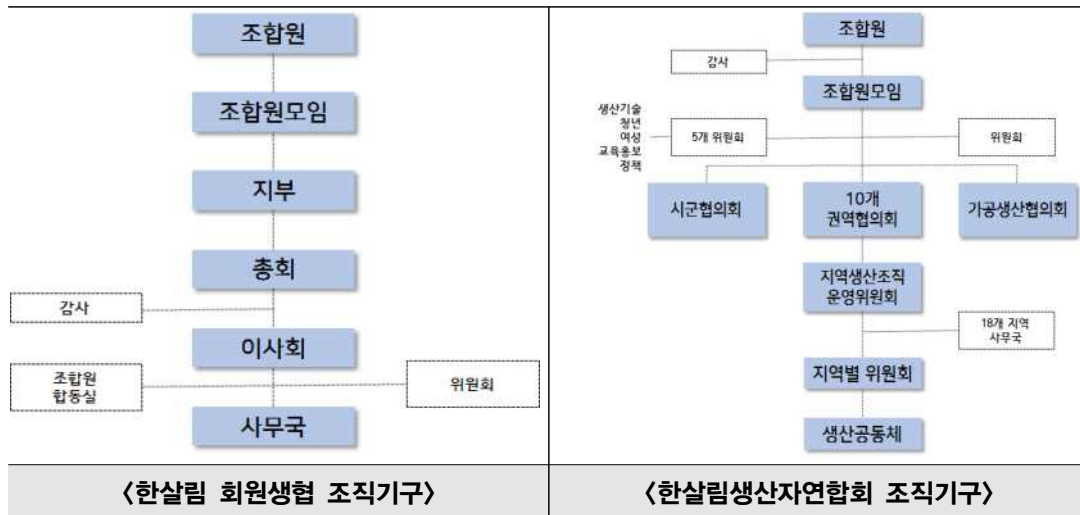 조합원
조합원모임
지부
총회
감사
이사회
조합원
합동실
위원회
사무국
〈한살림 회원생협 조직기구〉
조합원
감사
조합원모임
생산기술
청년
여성
교육홍보
정책
5개 위원회
위원회
시군협의회
10개
권역협의회
가공생산협의회
지역생산조직
운영위원회
18개 지역
사무국
지역별 위원회
생산공동체
〈한살림생산자연합회 조직기구〉